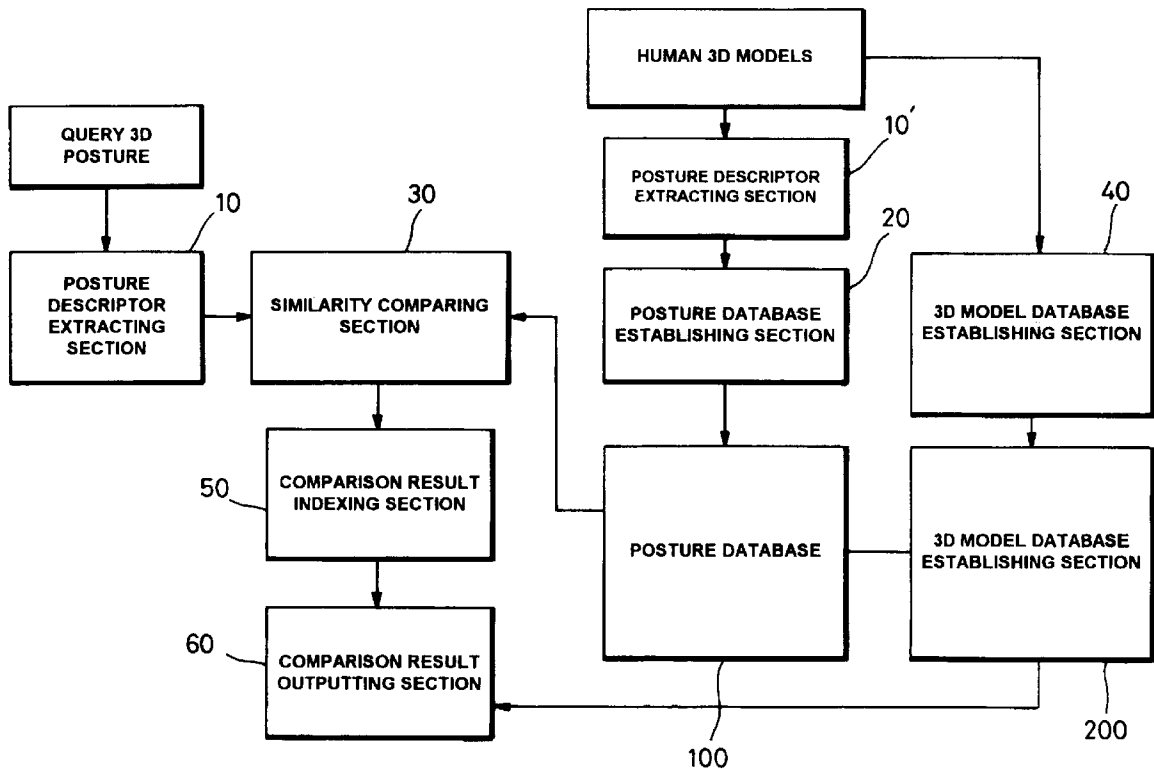 HUMAN 3D MODELS
QUERY 3D
POSTURE
10'
POSTURE DESCRIPTOR
EXTRACTING SECTION
10
30
20
40
POSTURE
DESCRIPTOR
EXTRACTING
SECTION
SIMILARITY COMPARING
SECTION
POSTURE DATABASE
ESTABLISHING SECTION
3D MODEL DATABASE
ESTABLISHING SECTION
50
COMPARISON RESULT
INDEXING SECTION
POSTURE DATABASE
3D MODEL DATABASE
ESTABLISHING SECTION
60
COMPARISON RESULT
OUTPUTTING SECTION
100
200